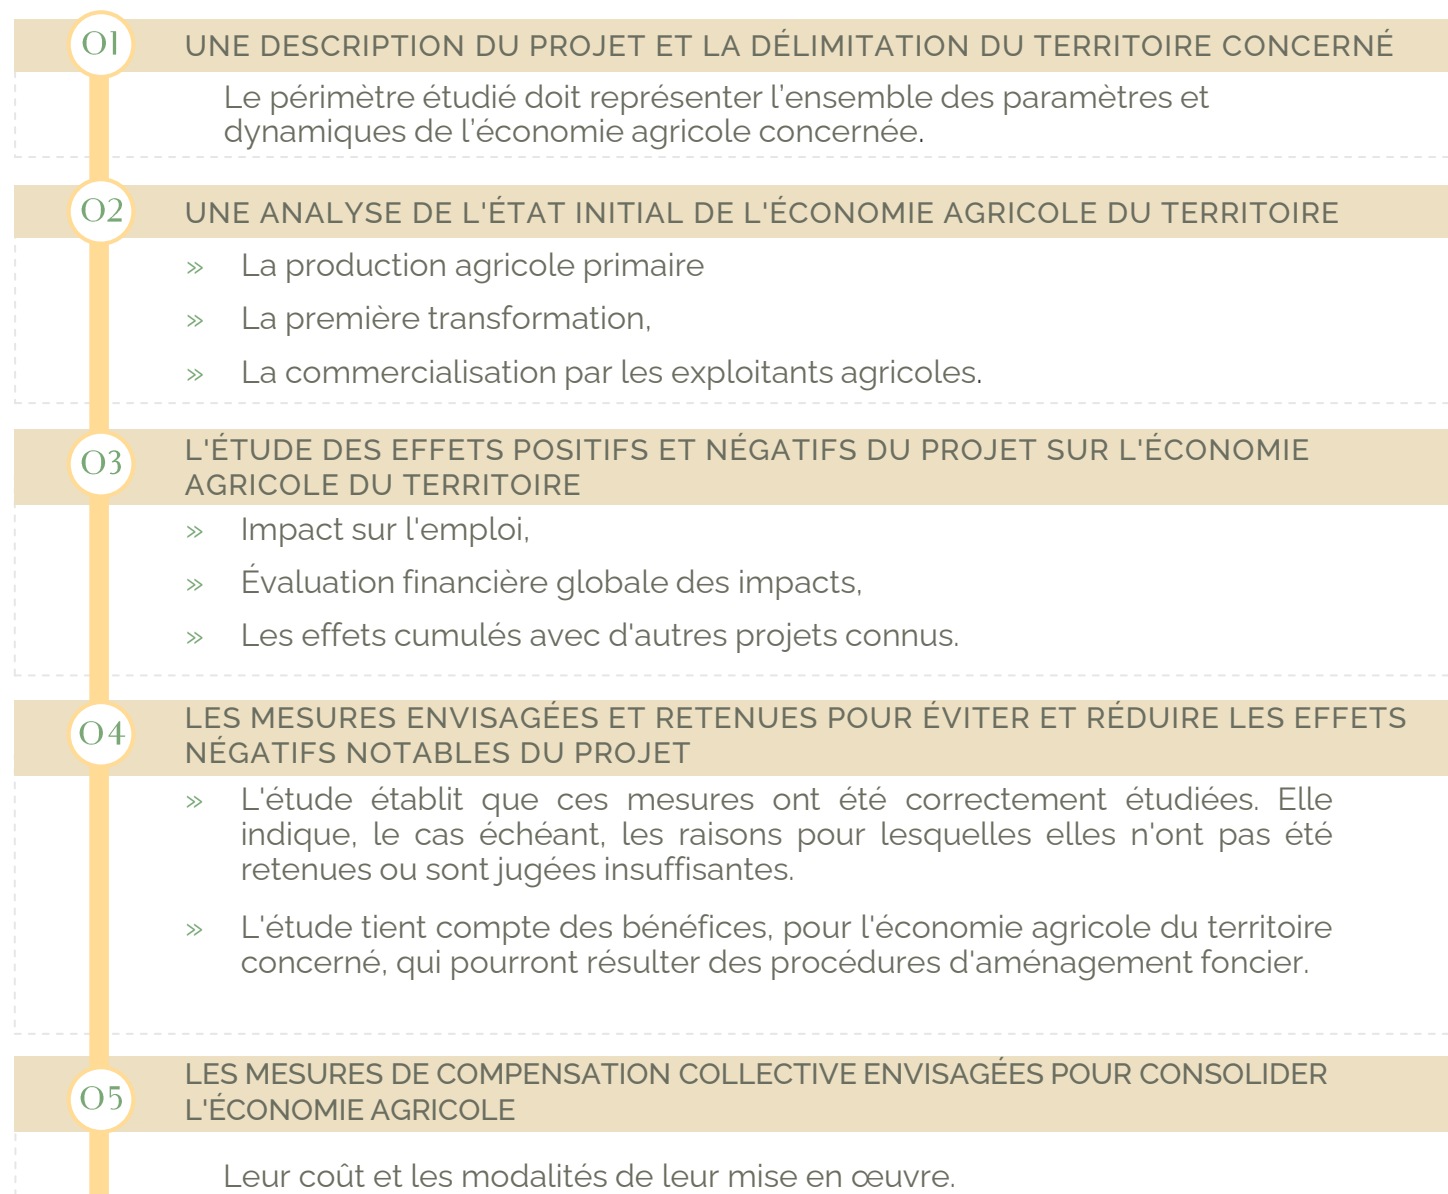 01
UNE DESCRIPTION DU PROJET ET LA DÉLIMITATION DU TERRITOIRE CONCERNÉ
Le périmètre étudié doit représenter l’ensemble des paramètres et
dynamiques de l’économie agricole concernée.
02
UNE ANALYSE DE L'ÉTAT INITIAL DE L'ÉCONOMIE AGRICOLE DU TERRITOIRE
» La production agricole primaire
» La première transformation,
» La commercialisation par les exploitants agricoles.
03
L'ÉTUDE DES EFFETS POSITIFS ET NÉGATIFS DU PROJET SUR L'ÉCONOMIE
AGRICOLE DU TERRITOIRE
» Impact sur l'emploi,
» Évaluation financière globale des impacts,
» Les effets cumulés avec d'autres projets connus.
04
LES MESURES ENVISAGÉES ET RETENUES POUR ÉVITER ET RÉDUIRE LES EFFETS
NÉGATIFS NOTABLES DU PROJET
» L'étude établit que ces mesures ont été correctement étudiées. Elle
indique, le cas échéant, les raisons pour lesquelles elles n'ont pas été
retenues ou sont jugées insuffisantes.
» L'étude tient compte des bénéfices, pour l'économie agricole du territoire
concerné, qui pourront résulter des procédures d'aménagement foncier.
05
LES MESURES DE COMPENSATION COLLECTIVE ENVISAGÉES POUR CONSOLIDER
L'ÉCONOMIE AGRICOLE
Leur coût et les modalités de leur mise en œuvre.